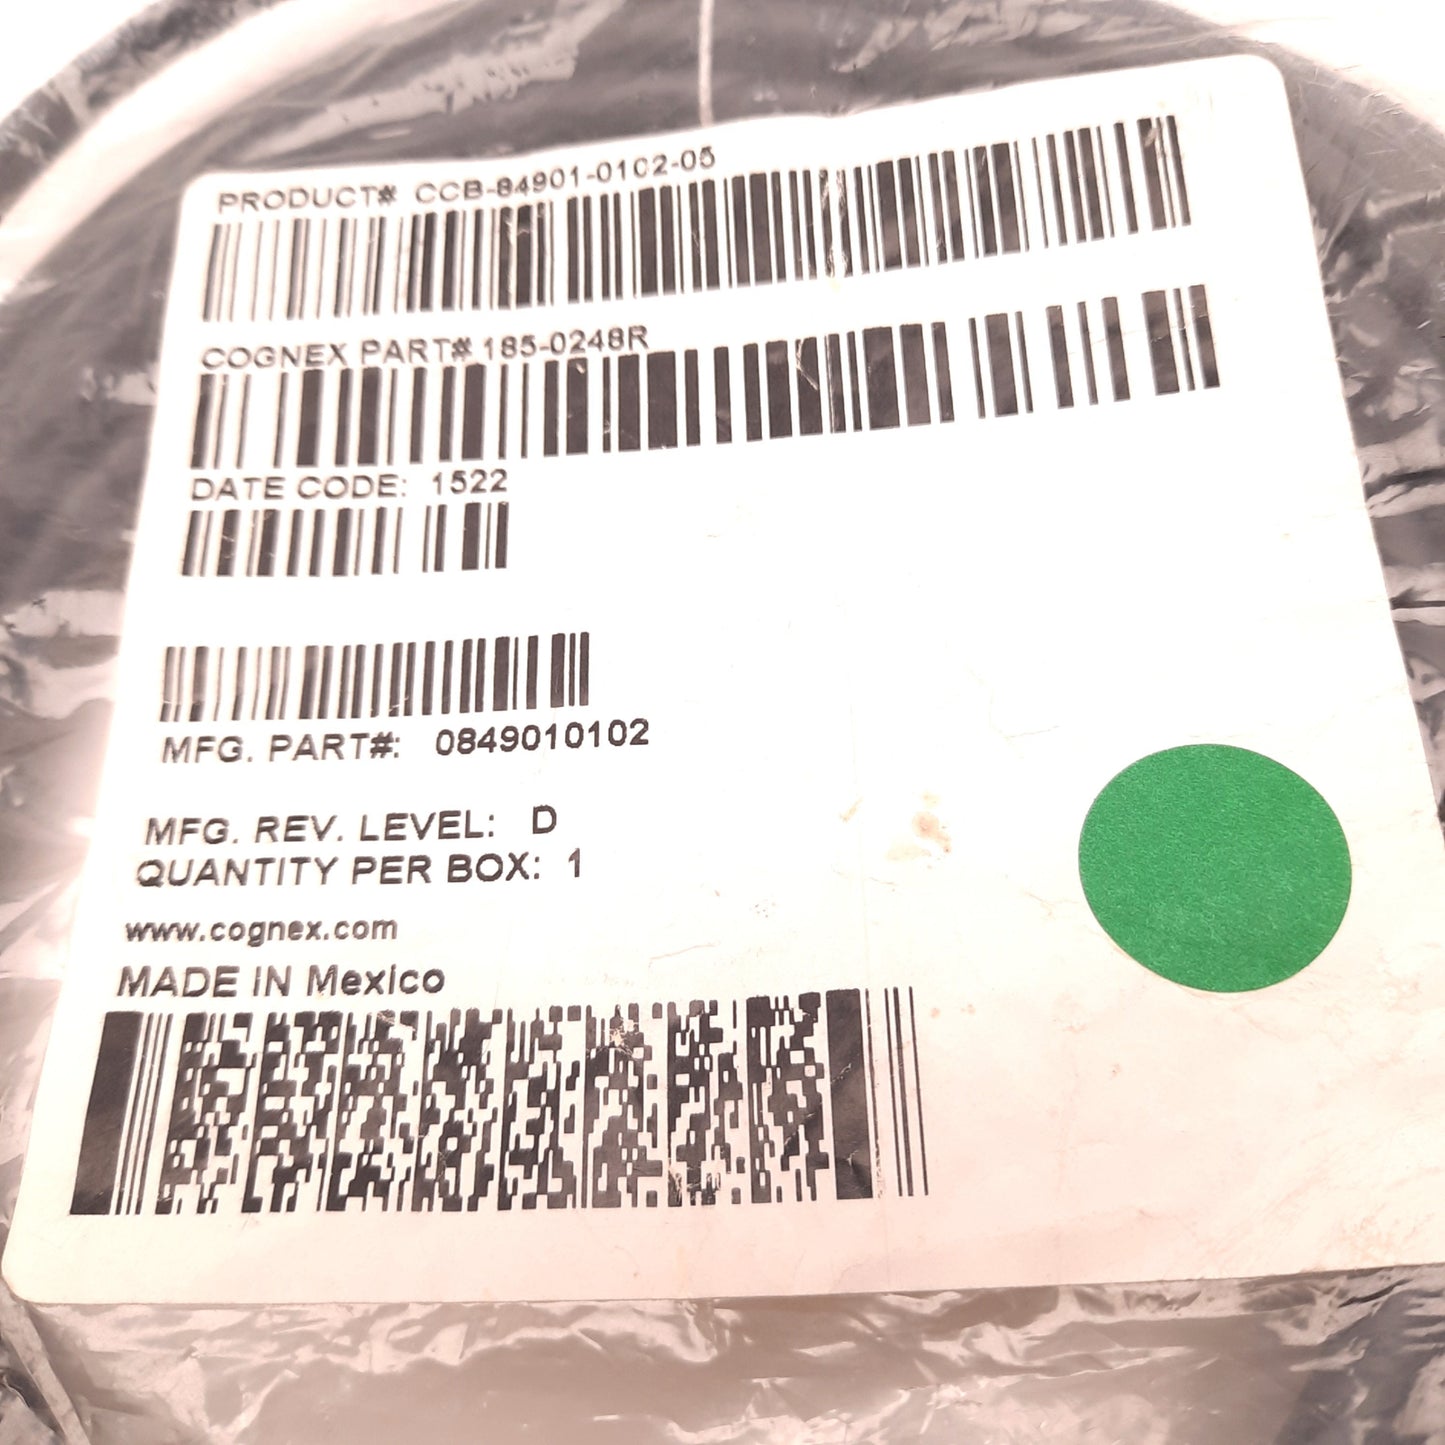 PRODUCT# CCB-84901-0102-05
COGNEX PART# 185-0248R
DATE CODE: 1522
MFG. PART#: 0849010102
MFG. REV. LEVEL: D
QUANTITY PER BOX: 1
www.cognex.com
MADE IN Mexico